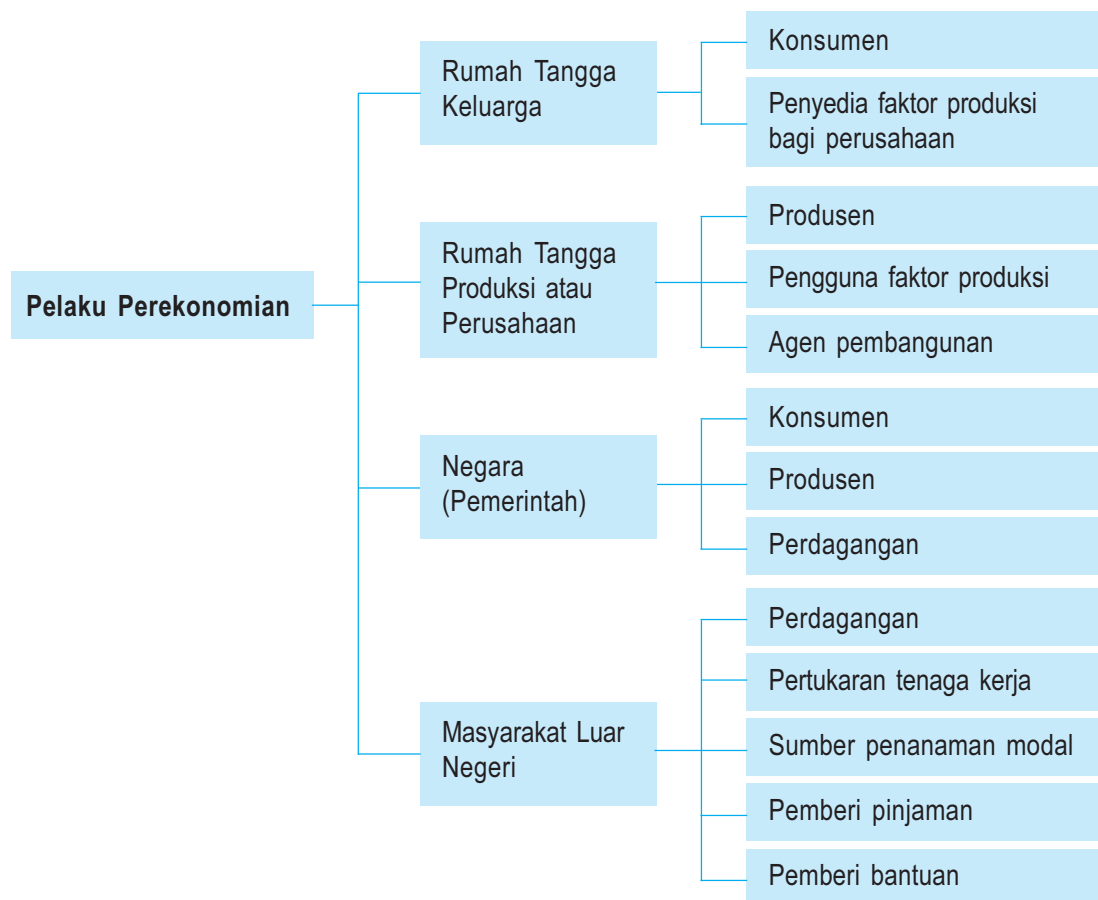 Pelaku Perekonomian
Rumah Tangga
Keluarga
Konsumen
Penyedia faktor produksi
bagi perusahaan
Rumah Tangga
Produksi atau
Perusahaan
Produsen
Pengguna faktor produksi
Agen pembangunan
Negara
(Pemerintah)
Konsumen
Produsen
Perdagangan
Masyarakat Luar
Negeri
Perdagangan
Pertukaran tenaga kerja
Sumber penanaman modal
Pemberi pinjaman
Pemberi bantuan